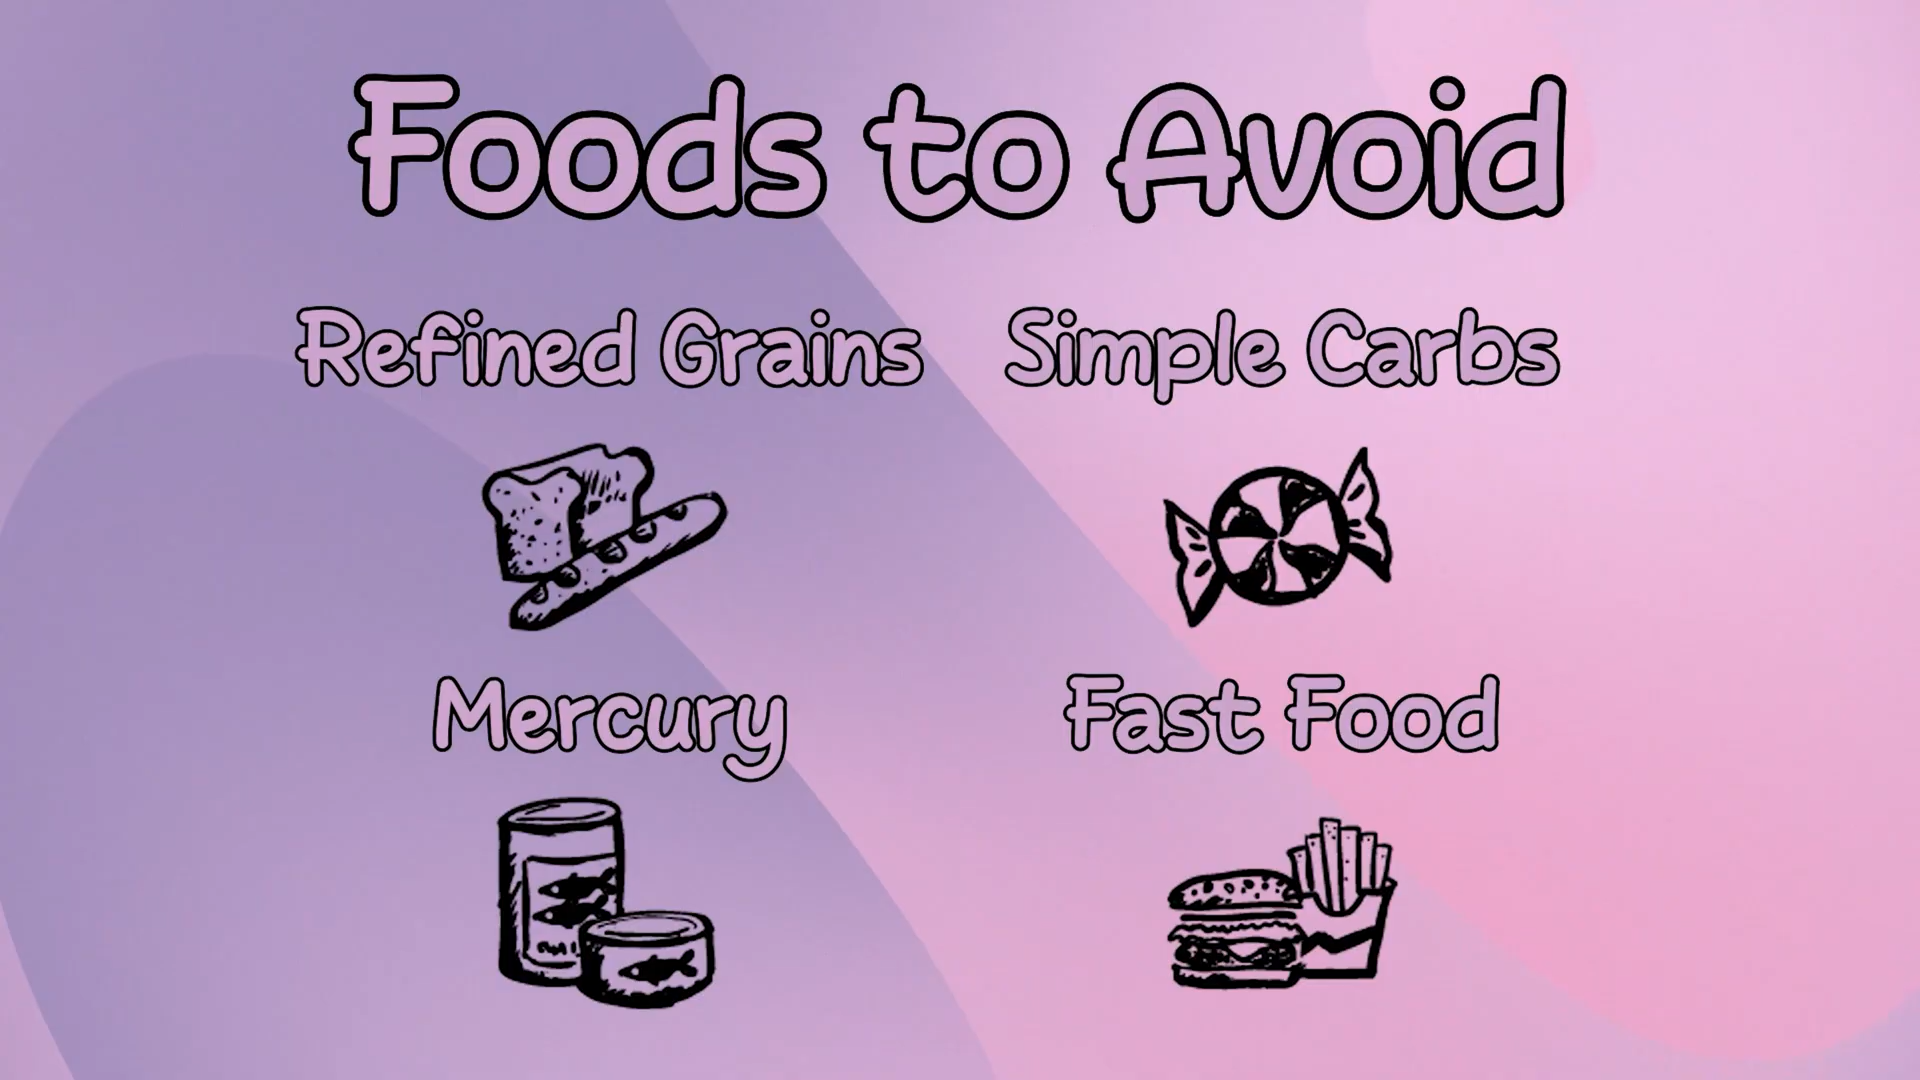 Foods to Avoid
Refined Grains
Simple Carbs
Mercury
Fast Food